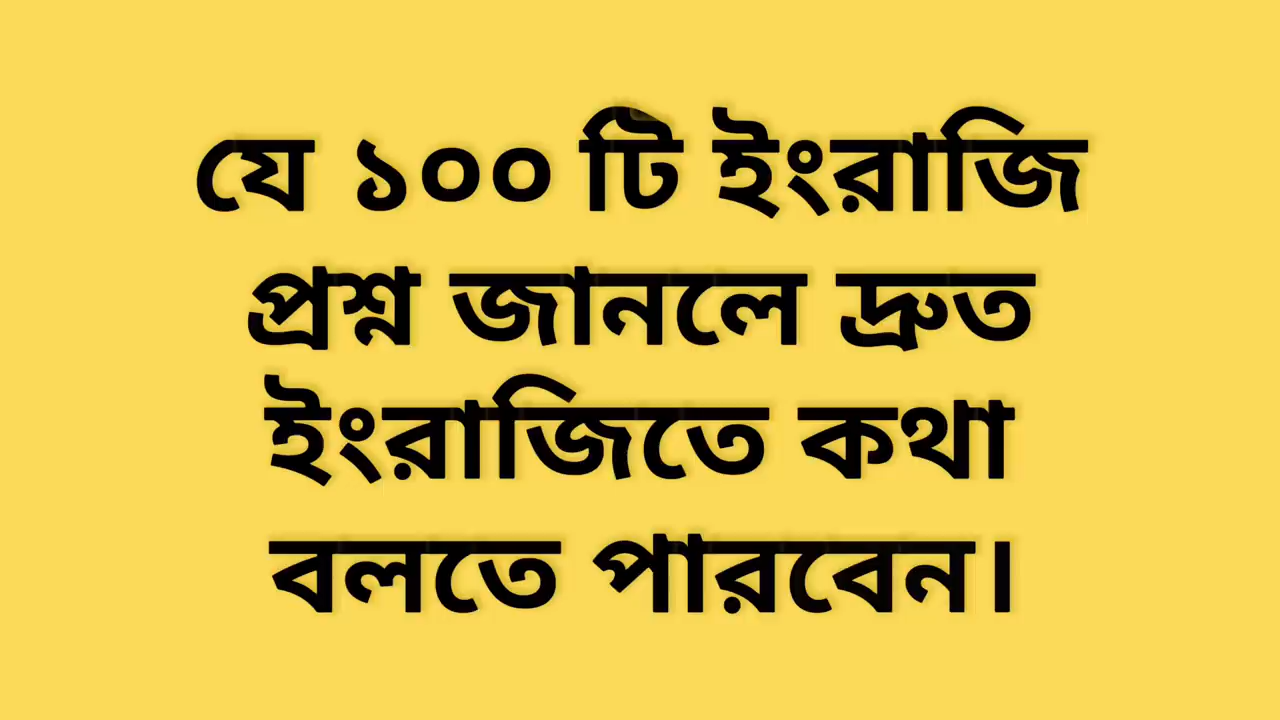 যে ১০০ টি ইংরাজি
প্রশ্ন জানলে দ্রুত
ইংরাজিতে কথা
বলতে পারবেন।